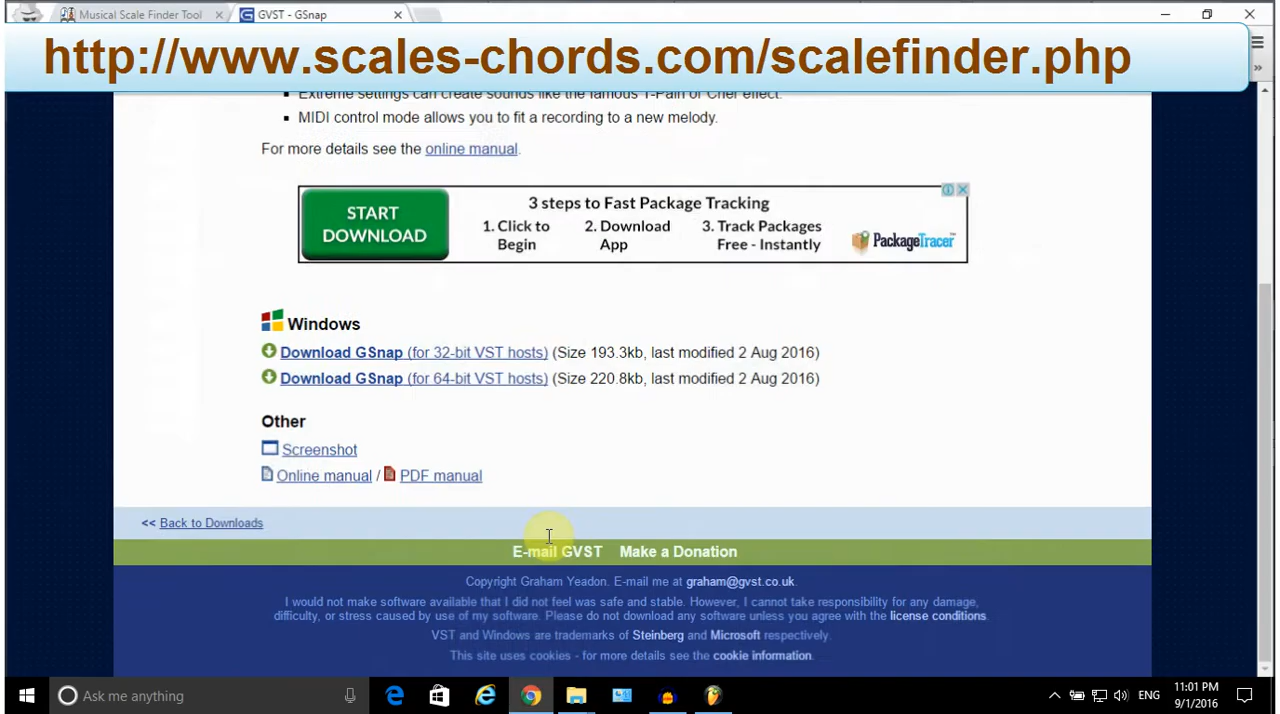 Musical Scale Finder Tool
GVST - GSnap
http://www.scales-chords.com/scalefinder.php
Extreme settings can create sounds like the famous T-Pain or Cher effect.
MIDI control mode allows you to fit a recording to a new melody.
For more details see the online manual.
START DOWNLOAD
3 steps to Fast Package Tracking
1. Click to Begin
2. Download App
3. Track Packages Free - Instantly
PackageTracer
Windows
Download GSnap (for 32-bit VST hosts) (Size 193.3kb, last modified 2 Aug 2016)
Download GSnap (for 64-bit VST hosts) (Size 220.8kb, last modified 2 Aug 2016)
Other
Screenshot
Online manual / PDF manual
<< Back to Downloads
E-mail GVST Make a Donation
Copyright Graham Yeadon. E-mail me at graham@gvst.co.uk.
I would not make software available that I did not feel was safe and stable. However, I cannot take responsibility for any damage,
difficulty, or stress caused by use of my software. Please do not download any software unless you agree with the license conditions.
VST and Windows are trademarks of Steinberg and Microsoft respectively.
This site uses cookies - for more details see the cookie information.
Ask me anything
ENG
11:01 PM
9/1/2016